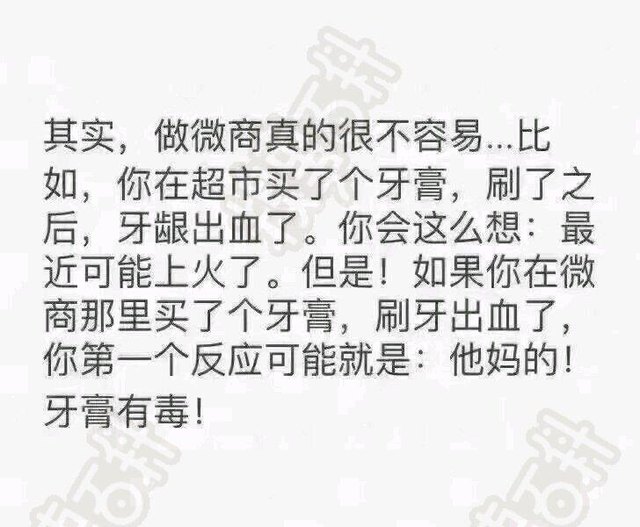 其实，做微商真的很不容易...比
如，你在超市买了个牙膏，刷了之
后，牙龈出血了。你会这么想：最
近可能上火了。但是！如果你在微
商那里买了个牙膏，刷牙出血了，
你第一个反应可能就是：他妈的！
牙膏有毒！